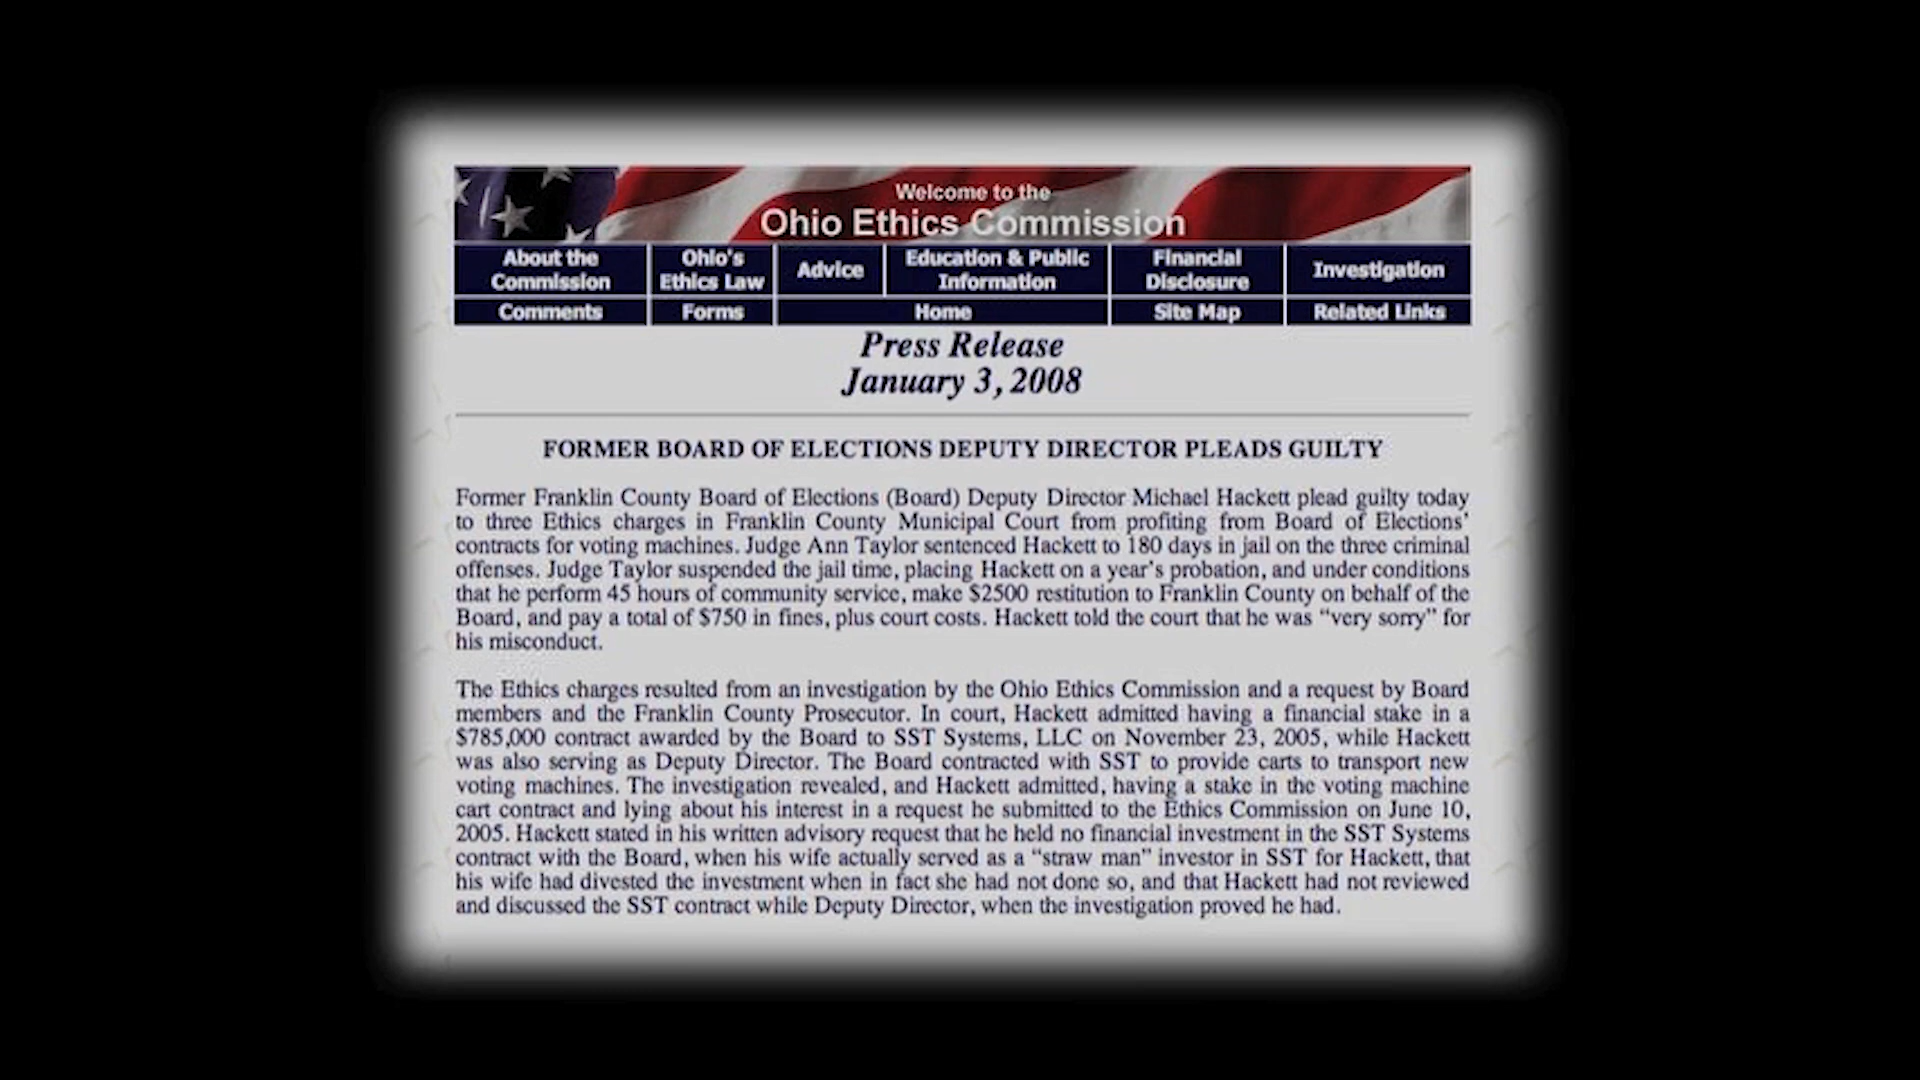 Welcome to the
Ohio Ethics Commission
About the
Commission
Ohio's
Ethics Law
Advice
Education & Public
Information
Financial
Disclosure
Investigation
Comments
Forms
Home
Site Map
Related Links
Press Release
January 3, 2008
FORMER BOARD OF ELECTIONS DEPUTY DIRECTOR PLEADS GUILTY
Former Franklin County Board of Elections (Board) Deputy Director Michael Hackett plead guilty today
to three Ethics charges in Franklin County Municipal Court from profiting from Board of Elections'
contracts for voting machines. Judge Ann Taylor sentenced Hackett to 180 days in jail on the three criminal
offenses. Judge Taylor suspended the jail time, placing Hackett on a year's probation, and under conditions
that he perform 45 hours of community service, make $2500 restitution to Franklin County on behalf of the
Board, and pay a total of $750 in fines, plus court costs. Hackett told the court that he was “very sorry” for
his misconduct.
The Ethics charges resulted from an investigation by the Ohio Ethics Commission and a request by Board
members and the Franklin County Prosecutor. In court, Hackett admitted having a financial stake in a
$785,000 contract awarded by the Board to SST Systems, LLC on November 23, 2005, while Hackett
was also serving as Deputy Director. The Board contracted with SST to provide carts to transport new
voting machines. The investigation revealed, and Hackett admitted, having a stake in the voting machine
cart contract and lying about his interest in a request he submitted to the Ethics Commission on June 10,
2005. Hackett stated in his written advisory request that he held no financial investment in the SST Systems
contract with the Board, when his wife actually served as a “straw man” investor in SST for Hackett, that
his wife had divested the investment when in fact she had not done so, and that Hackett had not reviewed
and discussed the SST contract while Deputy Director, when the investigation proved he had.